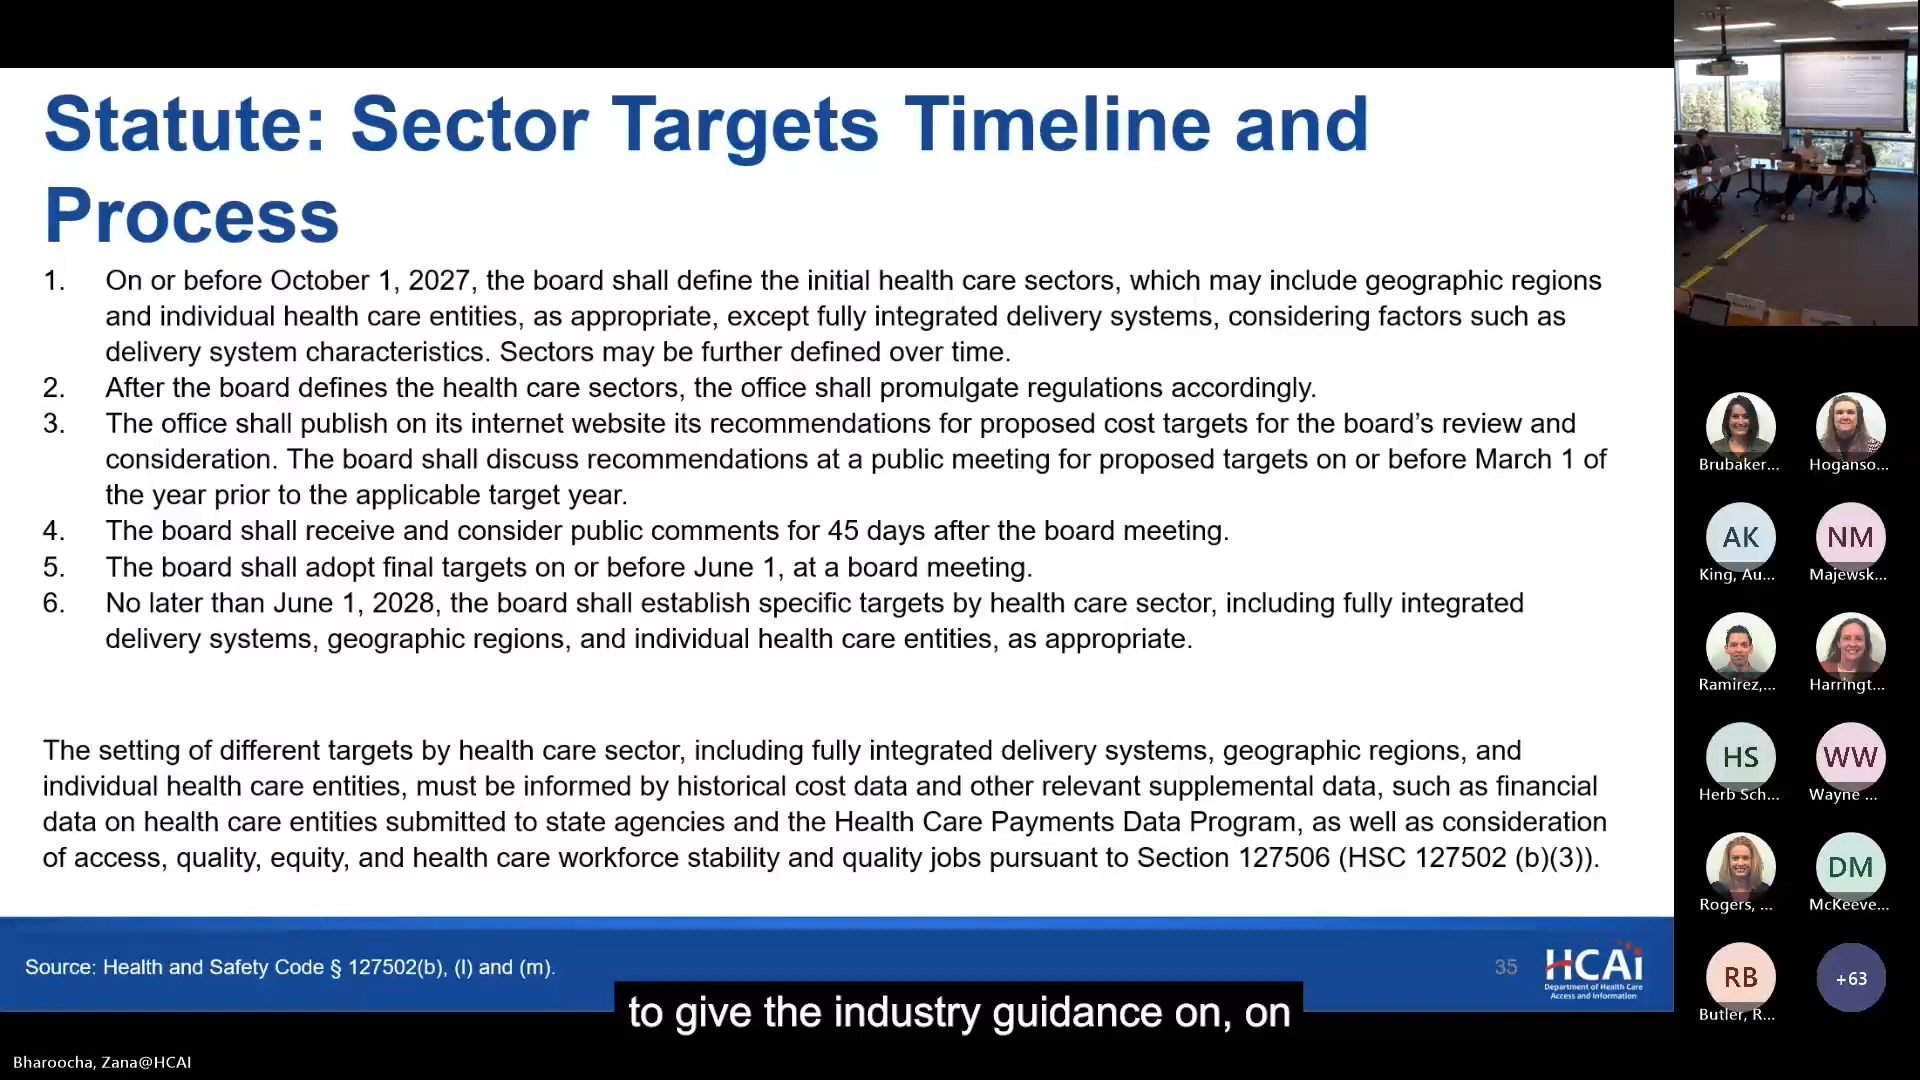 Statute: Sector Targets Timeline and
Process
1. On or before October 1, 2027, the board shall define the initial health care sectors, which may include geographic regions
and individual health care entities, as appropriate, except fully integrated delivery systems, considering factors such as
delivery system characteristics. Sectors may be further defined over time.
2. After the board defines the health care sectors, the office shall promulgate regulations accordingly.
3. The office shall publish on its internet website its recommendations for proposed cost targets for the board’s review and
consideration. The board shall discuss recommendations at a public meeting for proposed targets on or before March 1 of
the year prior to the applicable target year.
4. The board shall receive and consider public comments for 45 days after the board meeting.
5. The board shall adopt final targets on or before June 1, at a board meeting.
6. No later than June 1, 2028, the board shall establish specific targets by health care sector, including fully integrated
delivery systems, geographic regions, and individual health care entities, as appropriate.
The setting of different targets by health care sector, including fully integrated delivery systems, geographic regions, and
individual health care entities, must be informed by historical cost data and other relevant supplemental data, such as financial
data on health care entities submitted to state agencies and the Health Care Payments Data Program, as well as consideration
of access, quality, equity, and health care workforce stability and quality jobs pursuant to Section 127506 (HSC 127502 (b)(3)).
Source: Health and Safety Code § 127502(b), (l) and (m).
35
HCAi
Department of Health Care
Access and Information
to give the industry guidance on, on
Bharoocha, Zana@HCAI
Brubaker...
Hoganso...
AK
NM
King, Au...
Majewsk...
Ramirez,...
Harringt...
HS
WW
Herb Sch...
Wayne ...
DM
Rogers, ...
McKeeve...
RB
+63
Butler, R...